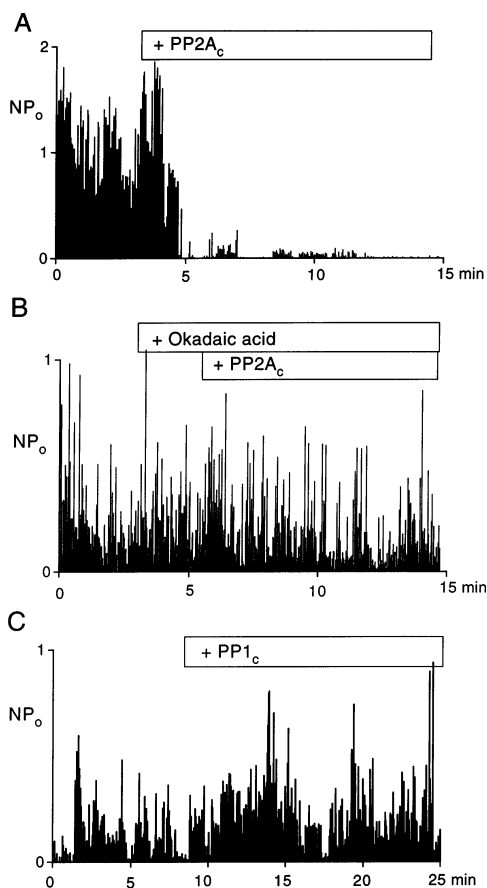 A
+ PP2Ac
2
NPo
1
0
0 5 10 15 min
B
+ Okadaic acid
+ PP2Ac
1
NPo
0
0 5 10 15 min
C
+ PP1c
1
NPo
0
0 5 10 15 20 25 min